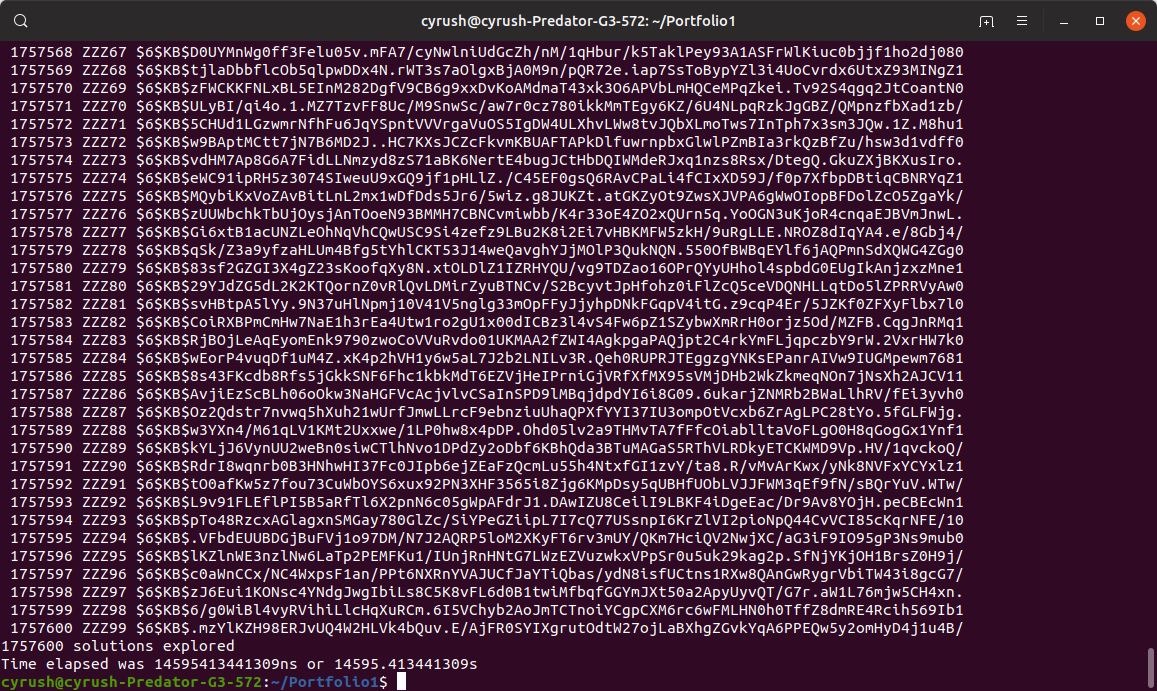 cyrush@cyrush-Predator-G3-572: ~/Portfolio1
1757568 ZZZ67 $6$KB$D0UYMnWg0ff3Felu05v.mFA7/cyNwlniUdGcZh/nM/1qHbur/k5TaklPey93A1ASFrWlKiuc0bjjf1ho2dj080
1757569 ZZZ68 $6$KB$tjlaDbbflcOb5qlpwDDx4N.rWT3s7aOlgxBjA0M9n/pQR72e.iap7SsToBypYZl3i4UoCvrdx6UtxZ93MINgZ1
1757570 ZZZ69 $6$KB$zFWCKKFNLxBL5EInM282DgfV9CB6g9xxDvKoAMdmaT43xk3O6APVbLmHQCeMPqZkei.Tv92S4qgq2JtCoantN0
1757571 ZZZ70 $6$KB$ULyBI/qi4o.1.MZ7TzvFF8Uc/M9SnwSc/aw7r0cz780ikkMmTEgy6KZ/6U4NLpqRzkJgGBZ/QMpnzfbXad1zb/
1757572 ZZZ71 $6$KB$5CHUd1LGzwmrNfhFu6JqYSpntVVVrgaVuOS5IgDW4ULXhvLWw8tvJQbXLmoTws7InTph7x3sm3JQw.1Z.M8hu1
1757573 ZZZ72 $6$KB$w9BAptMCtt7jN7B6MD2J..HC7KXsJCZcFkvmKBUAFTAPkDlfuwrnpbxGlwlPZmBIa3rkQzBfZu/hsw3d1vdff0
1757574 ZZZ73 $6$KB$vdHM7Ap8G6A7FidLLNmzyd8zS71aBK6NertE4bugJCtHbDQIWMdeRJxq1nzs8Rsx/DtegQ.GkuZXjBKXusIro.
1757575 ZZZ74 $6$KB$eWC91ipRH5z3074SIweuU9xGQ9jf1pHLlZ./C45EF0gsQ6RAvCPaLi4fCIxXD59J/f0p7XfbpDBtiqCBNRYqZ1
1757576 ZZZ75 $6$KB$MQybiKxVoZAvBitLnL2mx1wDfDds5Jr6/5wiz.g8JUKZt.atGKZyOt9ZwsXJVPA6gWwOIopBFDolZcO5ZgaYk/
1757577 ZZZ76 $6$KB$zUUWbchkTbUjOysjAnTOoeN93BMMH7CBNCvmiwbb/K4r33oE4ZO2xQUrn5q.YoOGN3uKjoR4cnqaEJBVmJnwL.
1757578 ZZZ77 $6$KB$Gi6xtB1acUNZLeOhNqVhCQwUSC9Si4zefz9LBu2K8i2Ei7vHBKMFW5zkH/9uRgLLE.NROZ8dIqYA4.e/8Gbj4/
1757579 ZZZ78 $6$KB$qSk/Z3a9yfzaHLUm4Bfg5tYhlCKT53J14weQavghYJjMOlP3QukNQN.550OfBWBqEYlf6jAQPmnSdXQWG4ZGg0
1757580 ZZZ79 $6$KB$83sf2GZGI3X4gZ23sKoofqXy8N.xtOLDlZ1IZRHYQU/vg9TDZao16OPrQYyUHhol4spbdG0EUgIkAnjzxzMne1
1757581 ZZZ80 $6$KB$29YJdZG5dL2K2KTQornZ0vRlQvLDMirZyuBTNCv/S2BcyvtJpHfohz0iFlZcQ5ceVDQNHLLqtDo5lZPRRVyAw0
1757582 ZZZ81 $6$KB$svHBtpA5lYy.9N37uHlNpmj10V41V5nglg33mOpFFyJjyhpDNkFGqpV4itG.z9cqP4Er/5JZKf0ZFXyFlbx7l0
1757583 ZZZ82 $6$KB$CoiRXBPmCmHw7NaE1h3rEa4Utw1ro2gU1x00dICBz3l4vS4Fw6pZ1SZybwXmRrH0orjz5Od/MZFB.CqgJnRMq1
1757584 ZZZ83 $6$KB$RjBOjLeAqEyomEnk9790zwoCoVVuRvdo01UKMAA2fZWI4AgkpgaPAQjpt2C4rkYmFLjqpczbY9rW.2VxrHW7k0
1757585 ZZZ84 $6$KB$wEorP4vuqDf1uM4Z.xK4p2hVH1y6w5aL7J2b2LNILv3R.Qeh0RUPRJTEggzgYNKsEPanrAIVw9IUGMpewm7681
1757586 ZZZ85 $6$KB$8s43FKcdb8Rfs5jGkkSNF6Fhc1kbkMdT6EZVjHeIPrniGjVRfXfMX95sVMjDHb2WkZkmeqNOn7jNsXh2AJCV11
1757587 ZZZ86 $6$KB$AvjiEzScBLh06oOkw3NaHGFVcAcjvlvCSaInSPD9lMBqjdpdYI6i8G09.6ukarjZNMRb2BWaLlhRV/fEi3yvh0
1757588 ZZZ87 $6$KB$Oz2Qdstr7nvwq5hXuh21wUrfJmwLLrcF9ebnziuUhaQPXfYYI37IU3ompOtVcxb6ZrAgLPC28tYo.5fGLFWjg.
1757589 ZZZ88 $6$KB$w3YXn4/M61qLV1KMt2Uxxwe/1LP0hw8x4pDP.Ohd05lv2a9THMvTA7fFfcOiablltaVoFLgO0H8qGogGx1Ynf1
1757590 ZZZ89 $6$KB$kYLjJ6VynUU2weBn0siwCTlhNvo1DPdZy2oDbf6KBhQda3BTuMAGaS5RThVLRDkyETCKWMD9Vp.HV/1qvckoQ/
1757591 ZZZ90 $6$KB$RdrI8wqnrb0B3HNhwHI37Fc0JIpb6ejZEaFzQcmLu55h4NtxfGI1zvY/ta8.R/vMvArKwx/yNk8NVFxYCYxlz1
1757592 ZZZ91 $6$KB$tO0afKw5z7fou73CuWbOYS6xux92PN3XHF3565i8Zjg6KMpDsy5qUBHfUObLVJJFWM3qEf9fN/sBQrYuV.WTw/
1757593 ZZZ92 $6$KB$L9v91FLEflPI5B5aRfTl6X2pnN6c05gWpAFdrJ1.DAwIZU8CeilI9LBKF4iDgeEac/Dr9Av8YOjH.peCBEcWn1
1757594 ZZZ93 $6$KB$pTo48RzcxAGlagxnSMGay780GlZc/SiYPeGZiipL7I7cQ77USsnpI6KrZlVI2pioNpQ44CvVCI85cKqrNFE/10
1757595 ZZZ94 $6$KB$.VFbdEUUBDGjBuFVj1o97DM/N7J2AQRP5loM2XKyFT6rv3mUY/QKm7HciQV2NwjXC/aG3iF9IO95gP3Ns9mub0
1757596 ZZZ95 $6$KB$lKZlnWE3nzlNw6LaTp2PEMFKu1/IUnjRnHNtG7LWzEZVuzwkxVPpSr0u5uk29kag2p.SfNjYKjOH1BrsZ0H9j/
1757597 ZZZ96 $6$KB$c0aWnCCx/NC4WxpsF1an/PPt6NXRnYVAJUCfJaYTiQbas/ydN8isfUCtns1RXw8QAnGwRygrVbiTW43i8gcG7/
1757598 ZZZ97 $6$KB$zJ6Eui1KONsc4YNdgJwgIbiLs8C5K8vFL6d0B1twiMfbqfGGYmJXt50a2ApyUyvQT/G7r.aW1L76mjw5CH4xn.
1757599 ZZZ98 $6$KB$6/g0WiBl4vyRVihiLlcHqXuRCm.6I5VChyb2AoJmTCTnoiYCgpCXM6rc6wFMLHN0h0TffZ8dmRE4Rcih569Ib1
1757600 ZZZ99 $6$KB$.mzYlKZH98ERJvUQ4W2HLVk4bQuv.E/AjFR0SYIXgrutOdtW27ojLaBXhgZGvkYqA6PPEQw5y2omHyD4j1u4B/
1757600 solutions explored
Time elapsed was 14595413441309ns or 14595.413441309s
cyrush@cyrush-Predator-G3-572:~/Portfolio1$